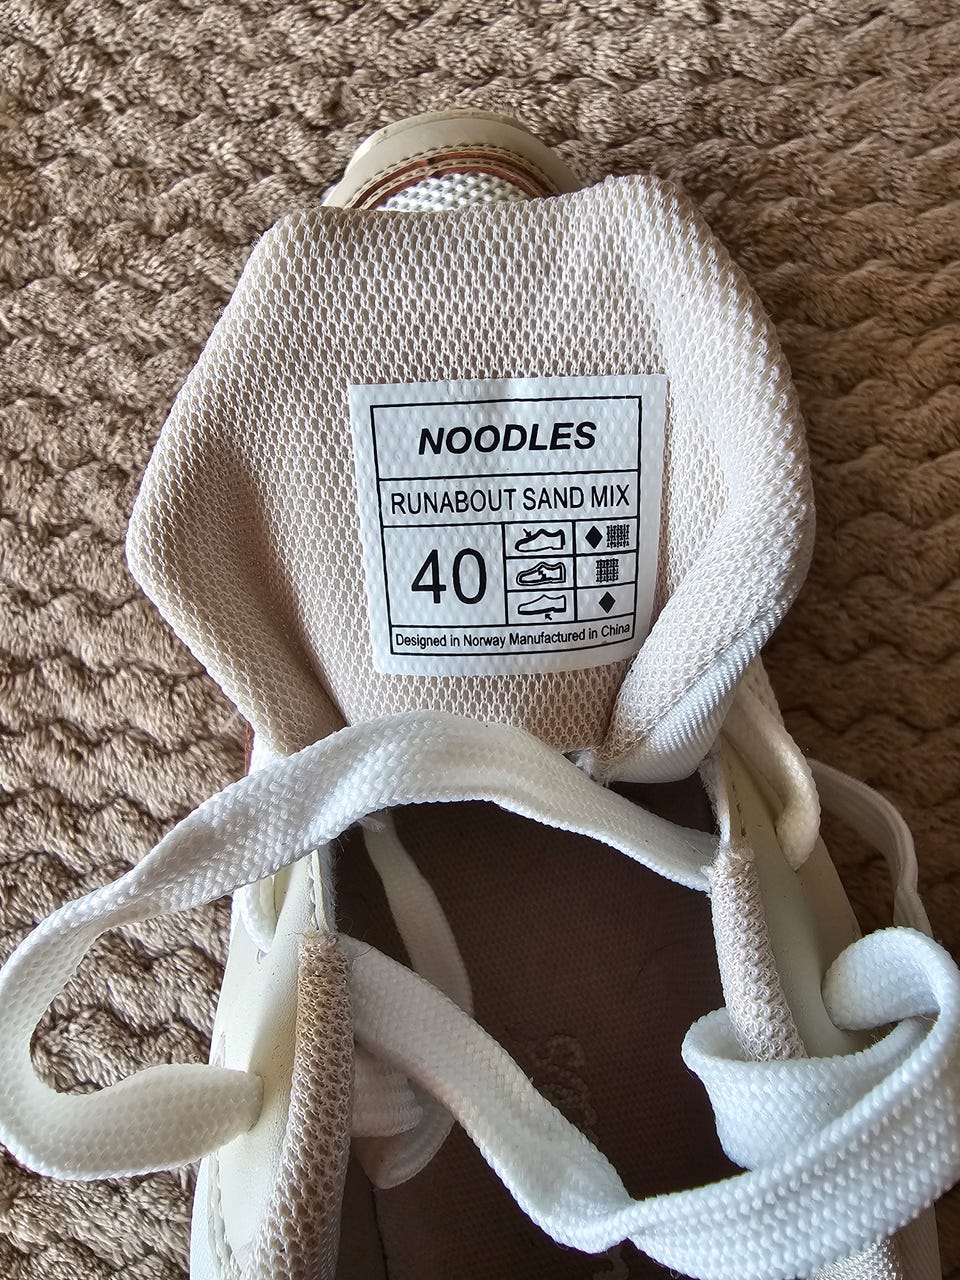 NOODLES
RUNABOUT SAND MIX
40
Designed in Norway Manufactured in China